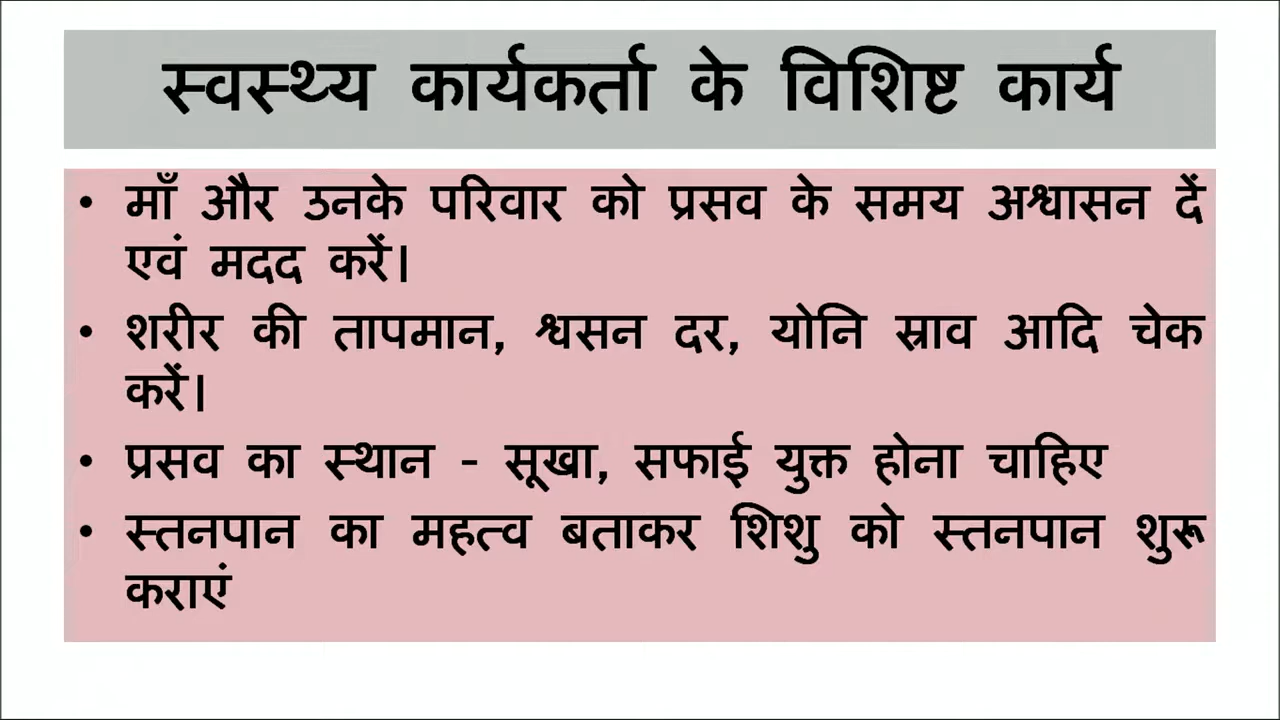 स्वस्थ्य कार्यकर्ता के विशिष्ट कार्य
• माँ और उनके परिवार को प्रसव के समय अश्वासन दें
एवं मदद करें।
• शरीर की तापमान, श्वसन दर, योनि स्राव आदि चेक
करें।
• प्रसव का स्थान - सूखा, सफाई युक्त होना चाहिए
• स्तनपान का महत्व बताकर शिशु को स्तनपान शुरू
कराएं